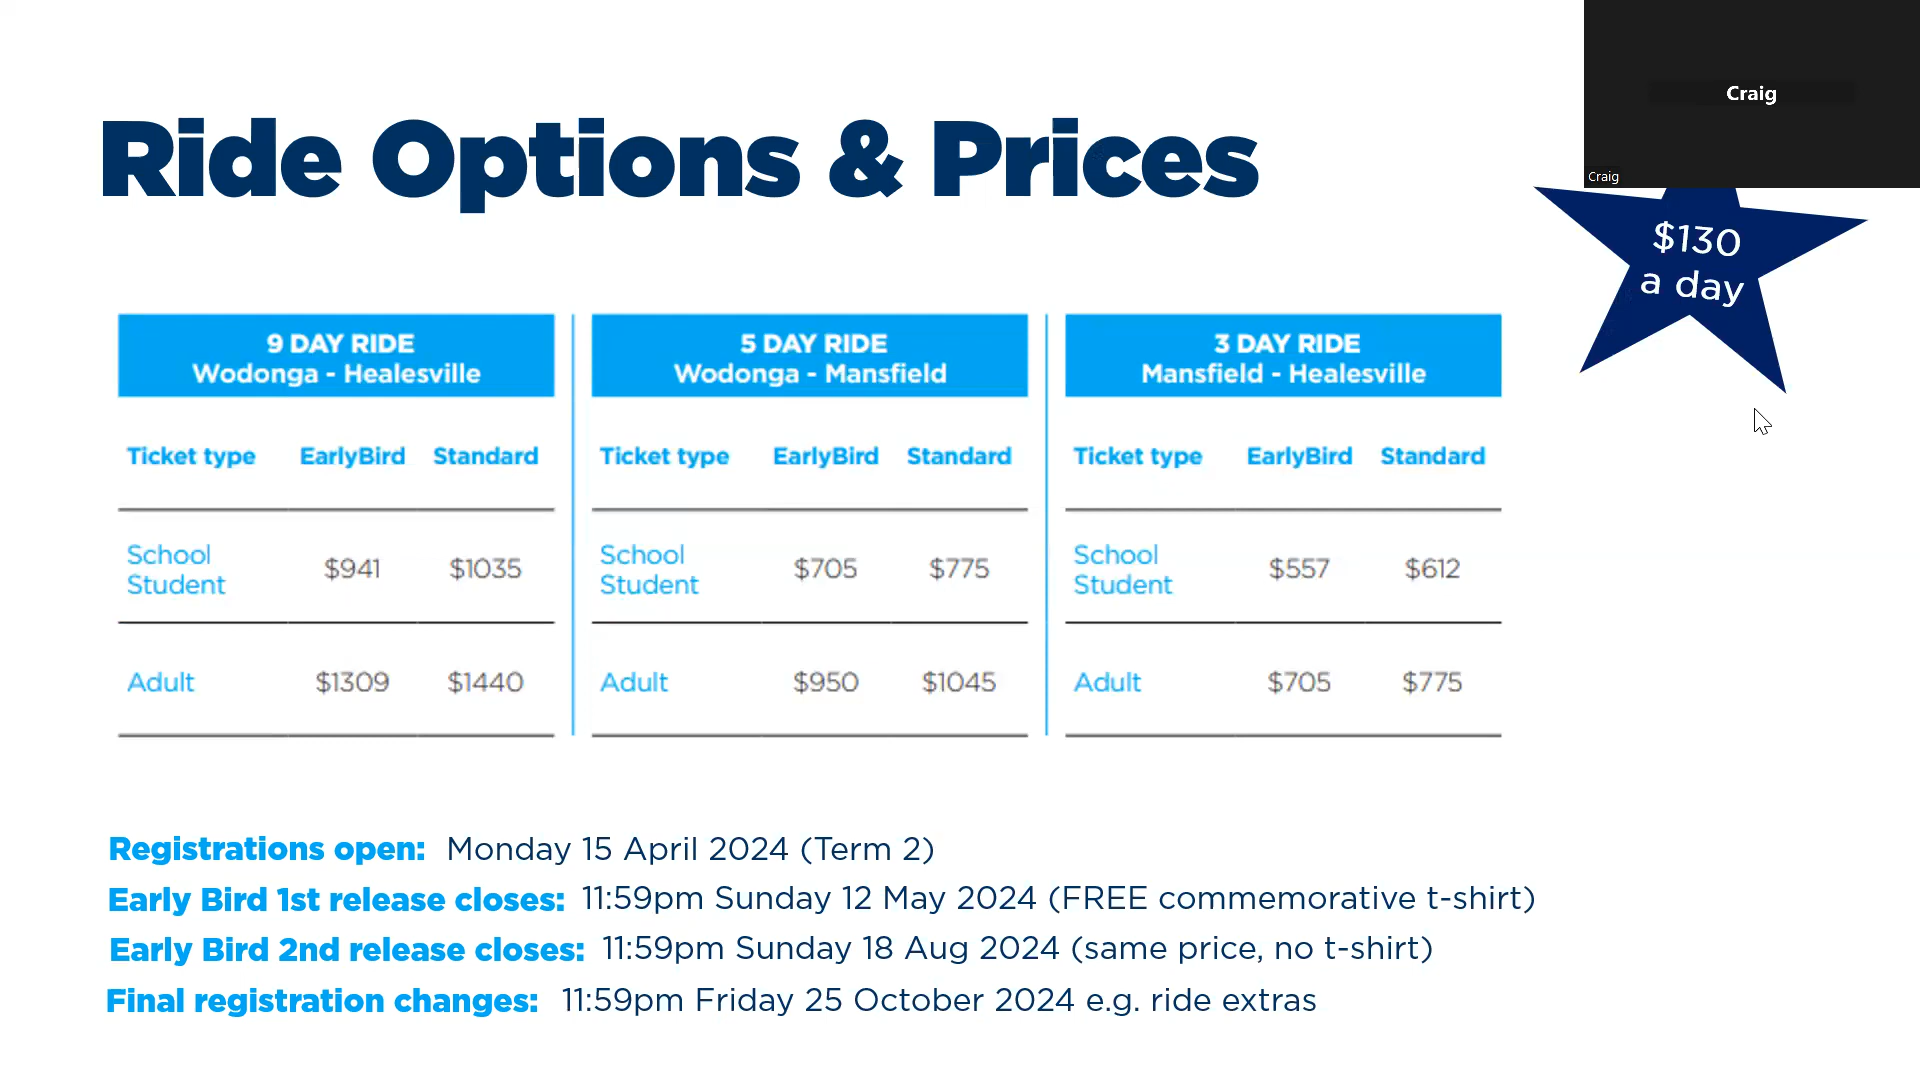 Craig
Craig
Ride Options & Prices
$130
a day
9 DAY RIDE
Wodonga - Healesville
Ticket type EarlyBird Standard
School
Student $941 $1035
Adult $1309 $1440
5 DAY RIDE
Wodonga - Mansfield
Ticket type EarlyBird Standard
School
Student $705 $775
Adult $950 $1045
3 DAY RIDE
Mansfield - Healesville
Ticket type EarlyBird Standard
School
Student $557 $612
Adult $705 $775
Registrations open: Monday 15 April 2024 (Term 2)
Early Bird 1st release closes: 11:59pm Sunday 12 May 2024 (FREE commemorative t-shirt)
Early Bird 2nd release closes: 11:59pm Sunday 18 Aug 2024 (same price, no t-shirt)
Final registration changes: 11:59pm Friday 25 October 2024 e.g. ride extras